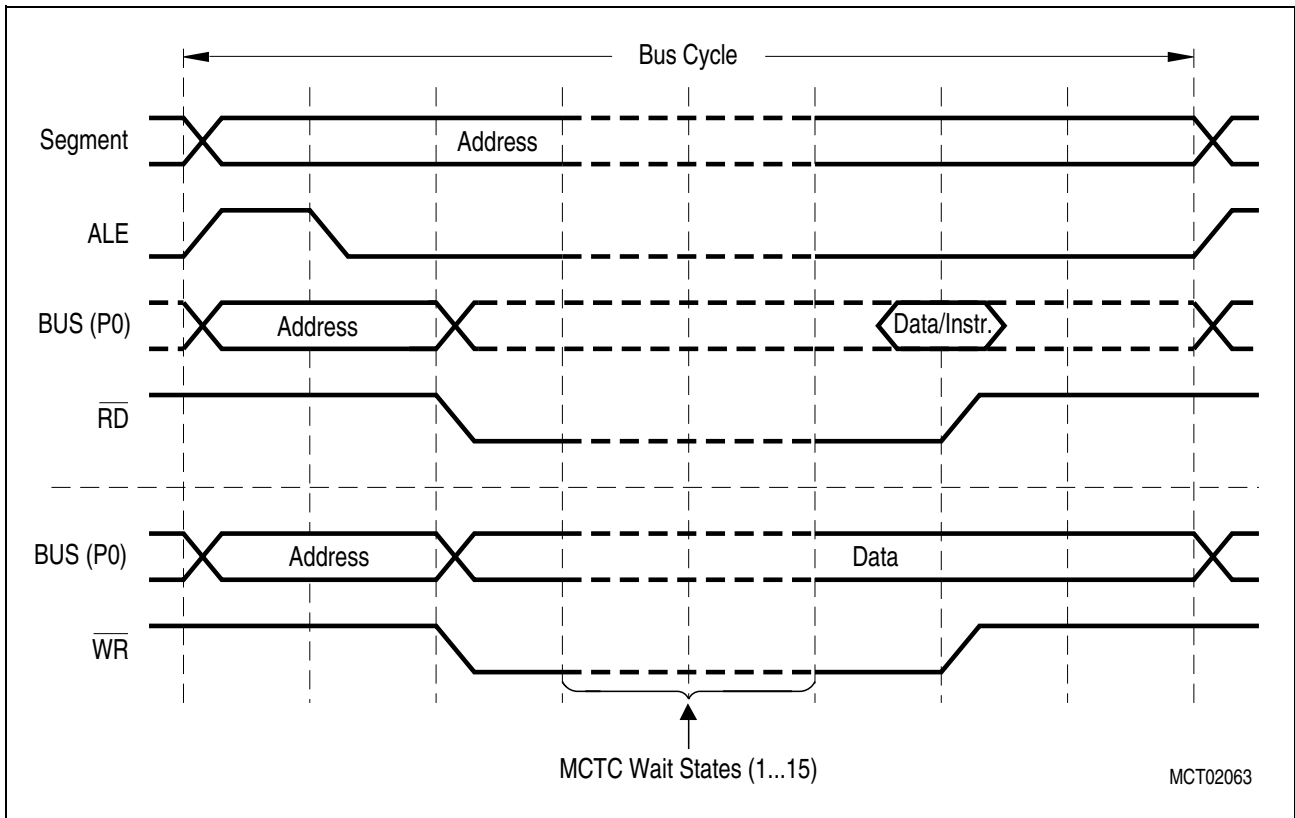 Bus Cycle
Segment
Address
ALE
BUS (P0)
Address
Data/Instr.
RD
BUS (P0)
Address
Data
WR
MCTC Wait States (1...15)
MCT02063